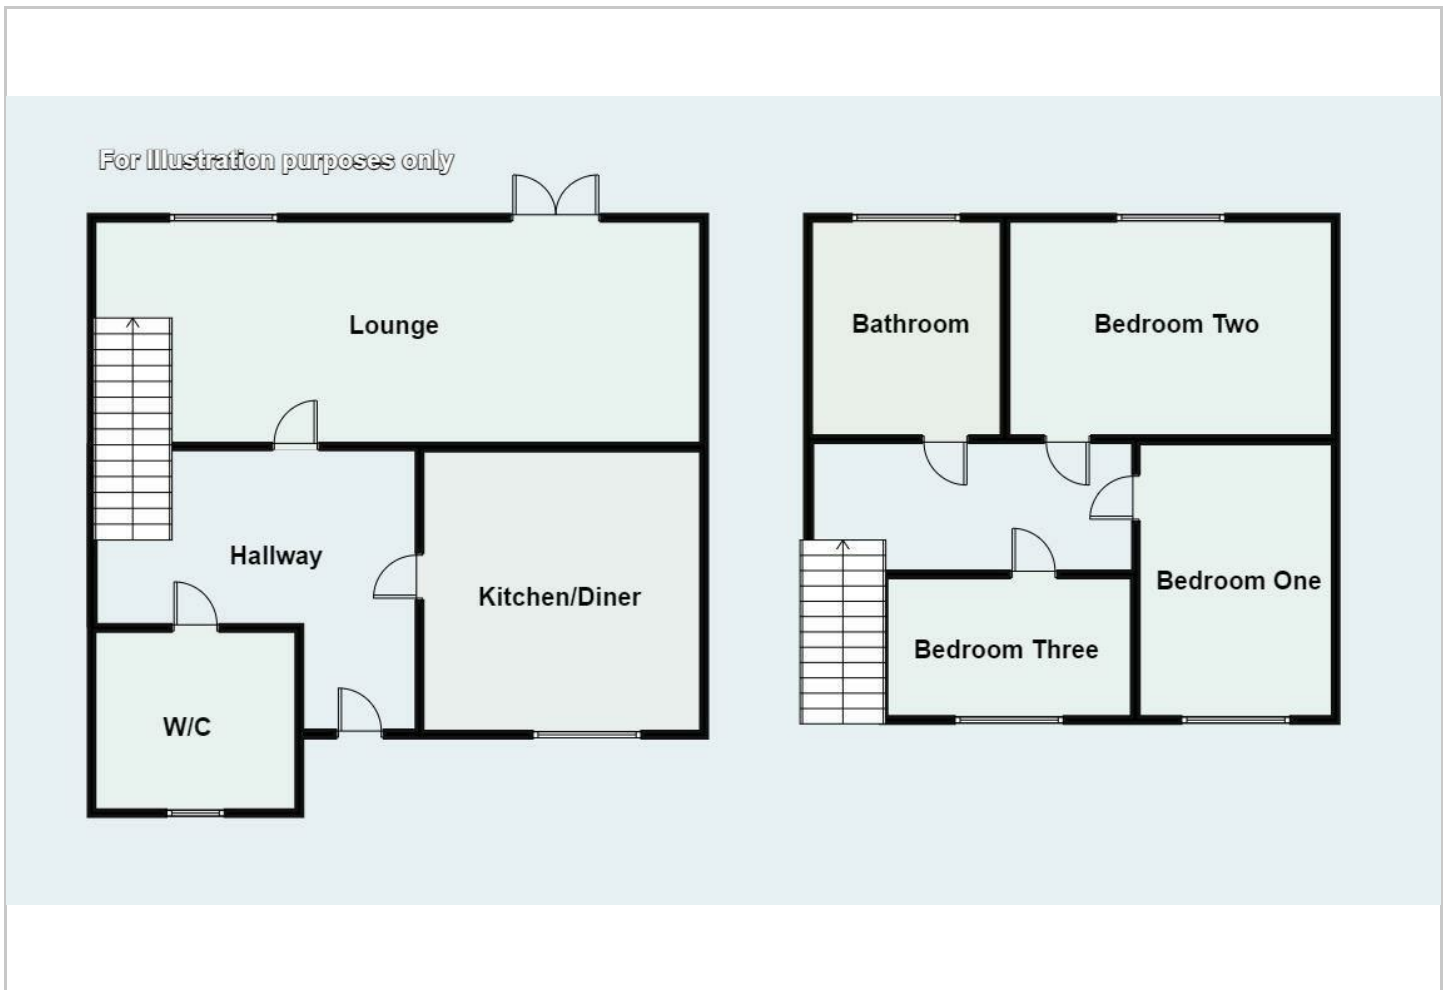 For Illustration purposes only
Lounge
Bathroom
Bedroom Two
Hallway
Kitchen/Diner
Bedroom One
Bedroom Three
W/C